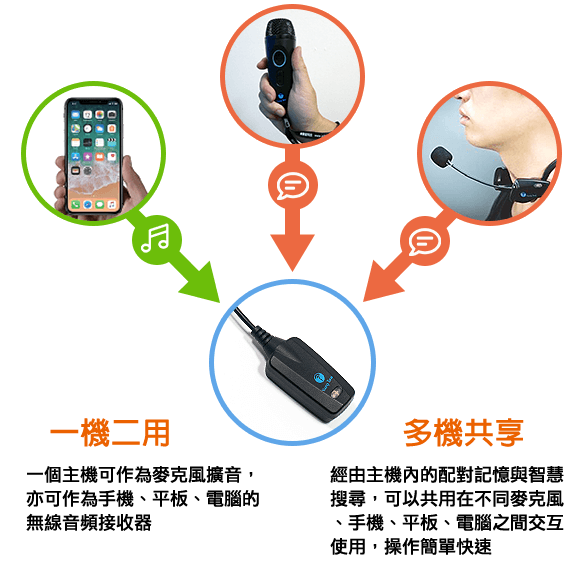 一機二用
一個主機可作為麥克風擴音，
亦可作為手機、平板、電腦的
無線音頻接收器
多機共享
經由主機內的配對記憶與智慧
搜尋，可以共用在不同麥克風
、手機、平板、電腦之間交互
使用，操作簡單快速